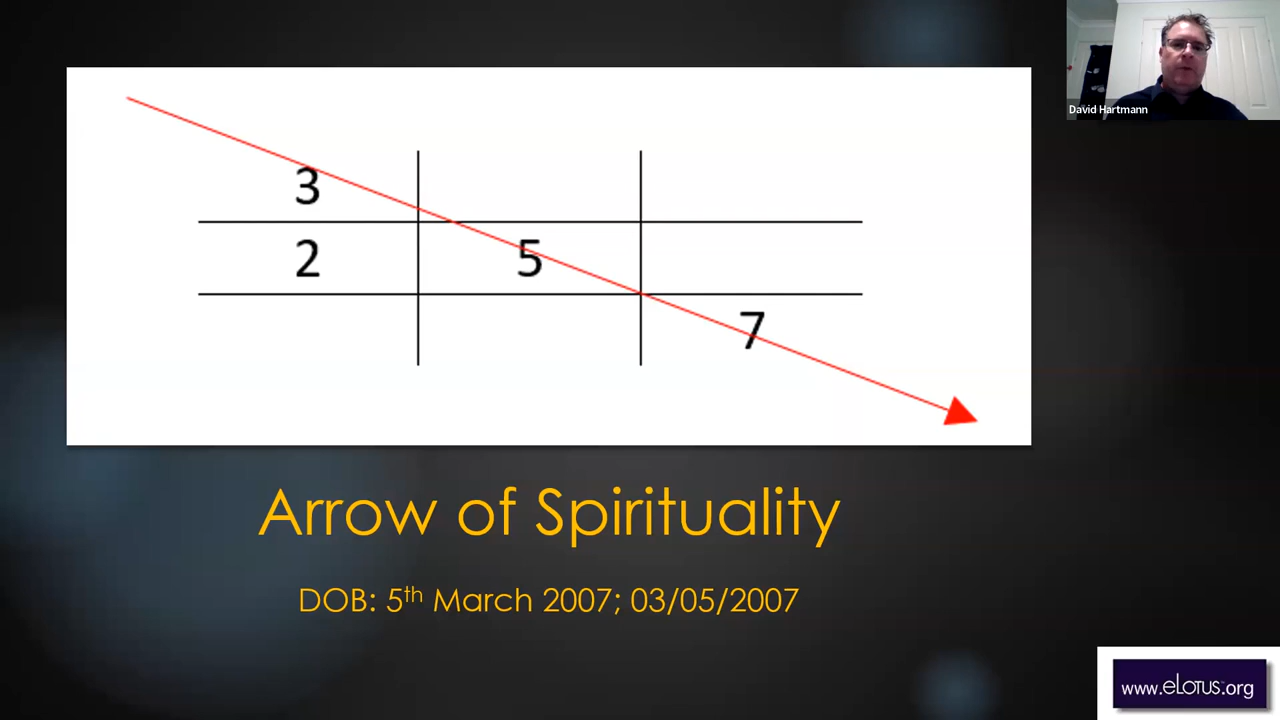 David Hartmann
3
2 5
7
Arrow of Spirituality
DOB: 5th March 2007; 03/05/2007
www.eLotus.org